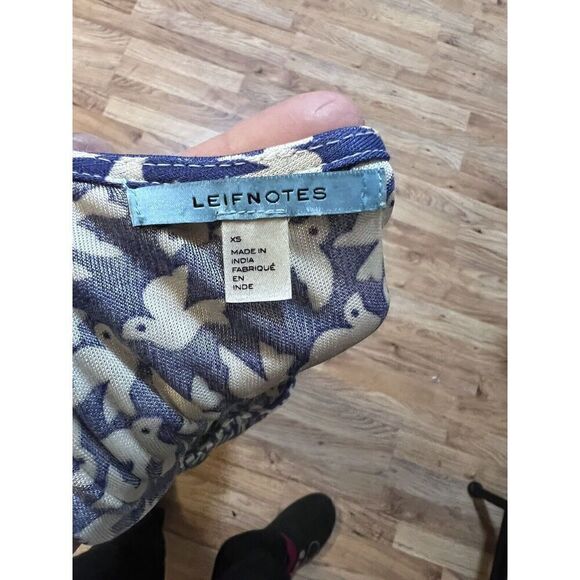 LEIFNOTES
XS
MADE IN
INDIA
FABRIQUÉ
EN
INDE